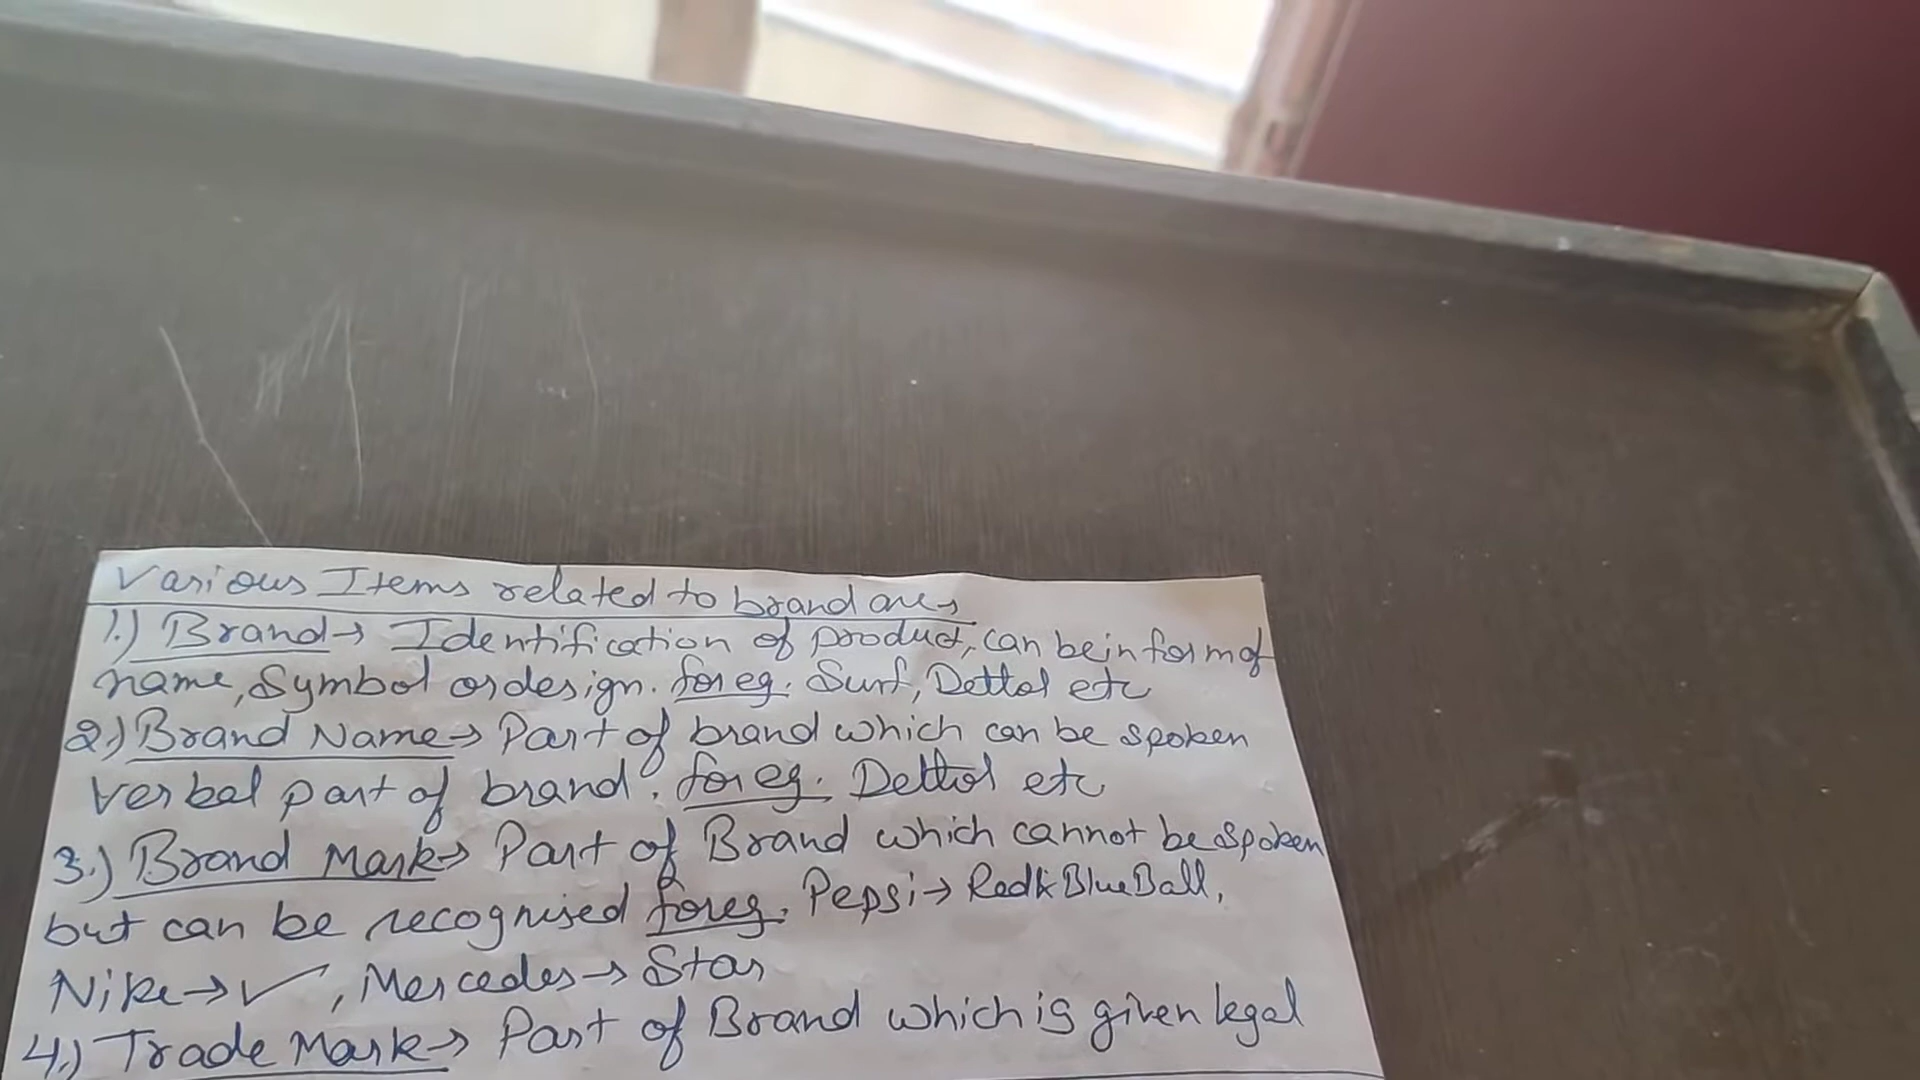 Various Items related to brand are→
1.) Brand→ Identification of product, can be in form of
name, Symbol or design. for eg. Surf, Dettol etc
2.) Brand Name→ Part of brand which can be spoken
Verbal part of brand. for eg. Dettol etc
3.) Brand Mark→ Part of Brand which cannot be spoken
but can be recognised for eg. Pepsi→ Red & Blue Ball,
Nike→ ✓, Mercedes→ Star
4.) Trade Mark→ Part of Brand which is given legal